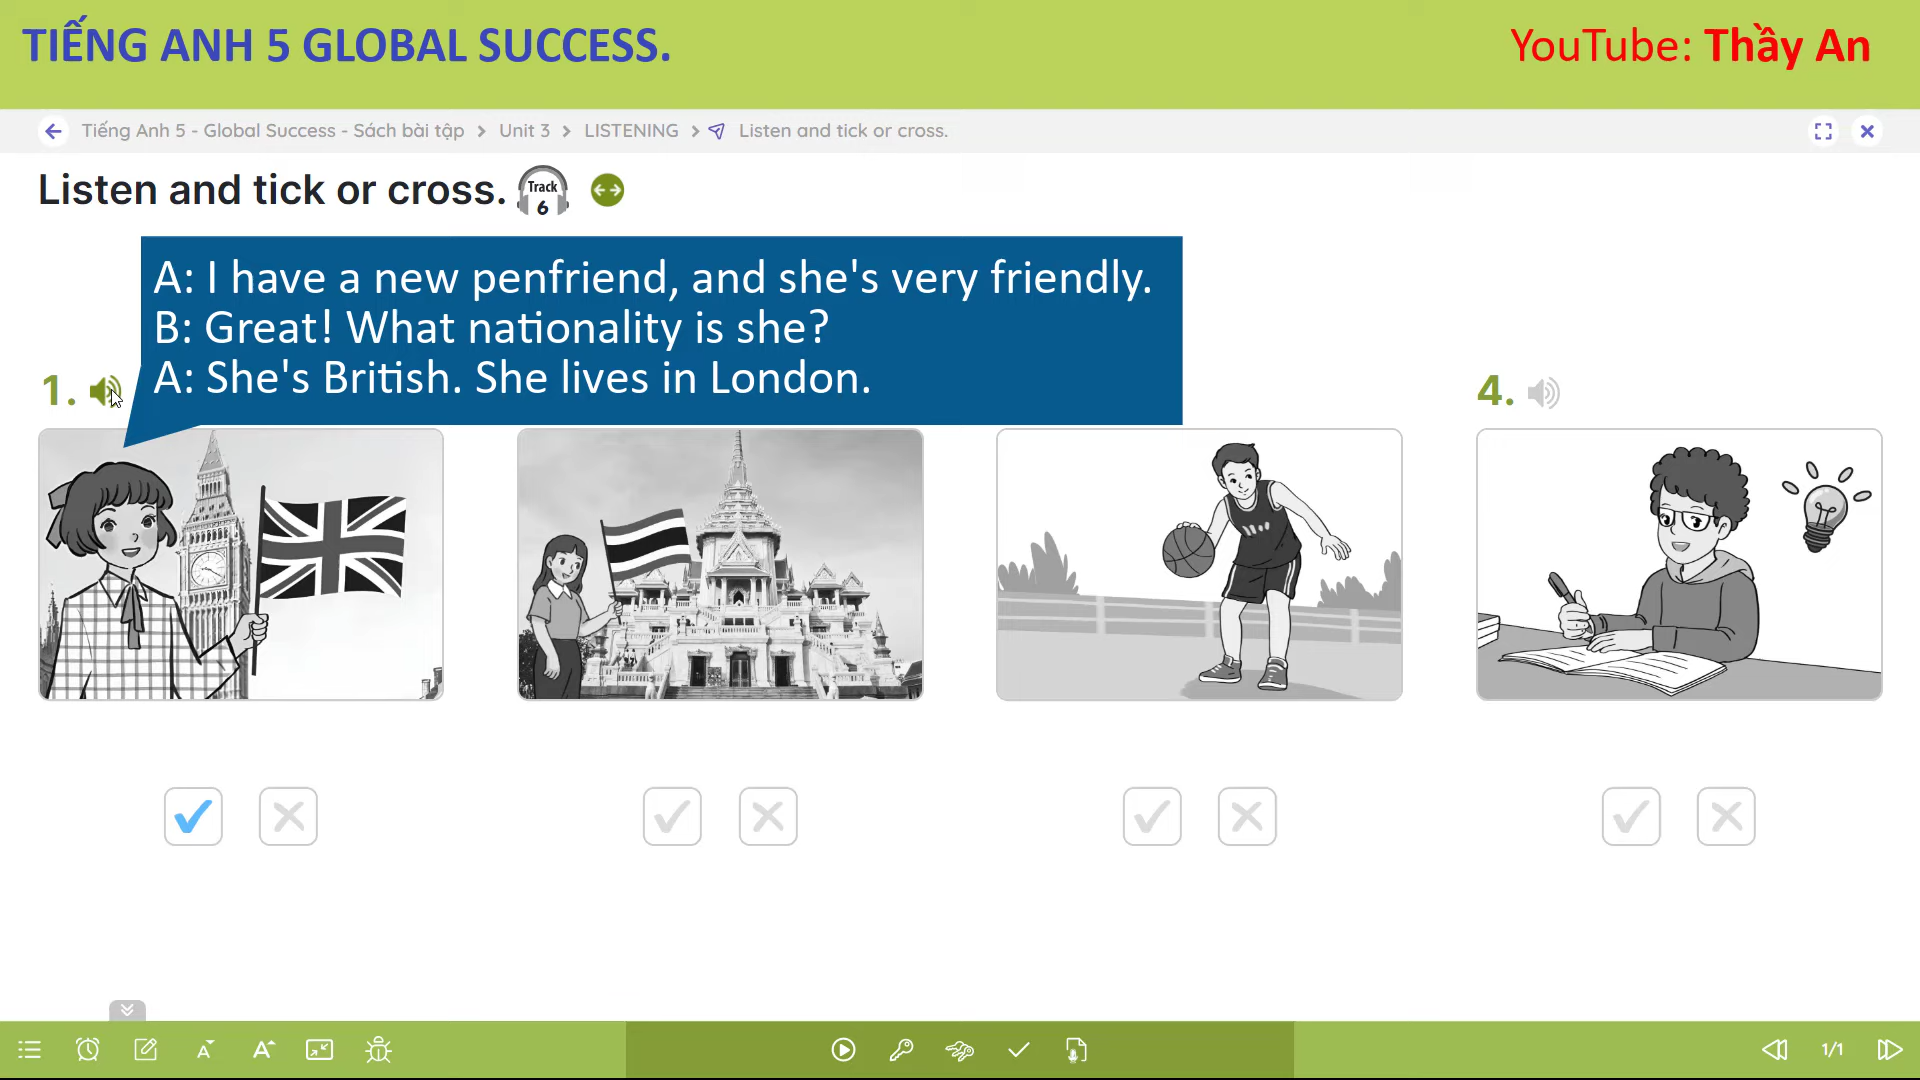 TIẾNG ANH 5 GLOBAL SUCCESS.
YouTube: Thầy An
Tiếng Anh 5 - Global Success - Sách bài tập > Unit 3 > LISTENING > Listen and tick or cross.
Listen and tick or cross.
Track
6
A: I have a new penfriend, and she's very friendly.
B: Great! What nationality is she?
A: She's British. She lives in London.
1.
4.
1/1